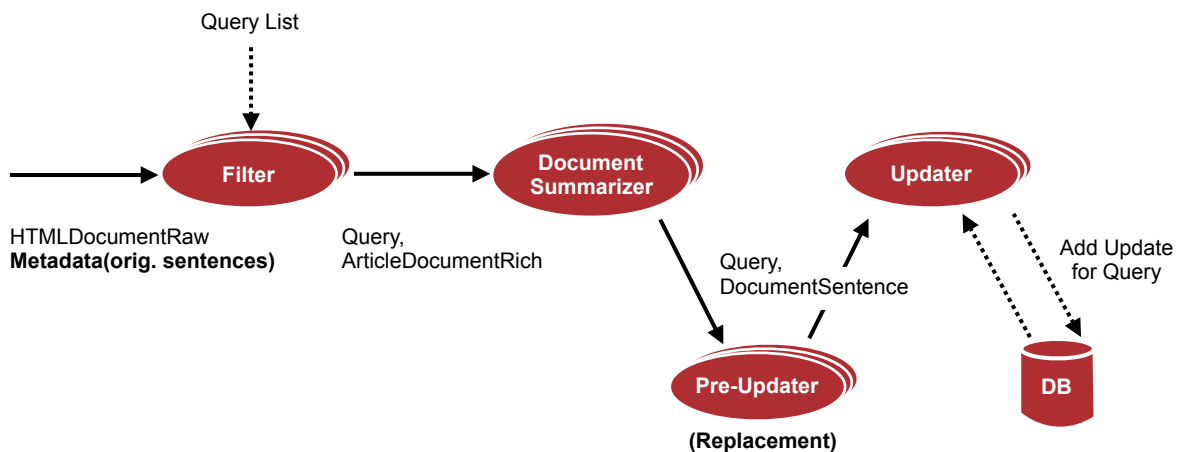 Query List
Filter
Document
Summarizer
Updater
HTMLDocumentRaw
Metadata(orig. sentences)
Query,
ArticleDocumentRich
Query,
DocumentSentence
Add Update
for Query
Pre-Updater
DB
(Replacement)